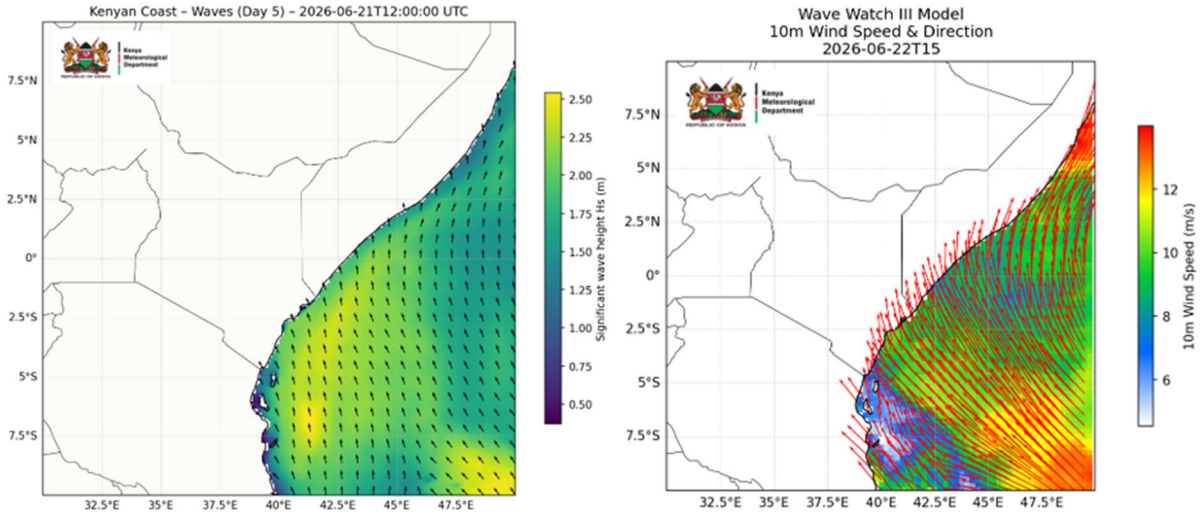 Kenyan Coast – Waves (Day 5) – 2026-06-21T12:00:00 UTC
Kenya
Meteorological
Department
REPUBLIC OF KENYA
7.5°N
5°N
2.5°N
0°
2.5°S
5°S
7.5°S
32.5°E 35°E 37.5°E 40°E 42.5°E 45°E 47.5°E
2.50
2.25
2.00
1.75
1.50
1.25
1.00
0.75
0.50
Significant wave height Hs (m)
Wave Watch III Model
10m Wind Speed & Direction
2026-06-22T15
Kenya
Meteorological
Department
REPUBLIC OF KENYA
7.5°N
5°N
2.5°N
0°
2.5°S
5°S
7.5°S
32.5°E 35°E 37.5°E 40°E 42.5°E 45°E 47.5°E
12
10
8
6
10m Wind Speed (m/s)